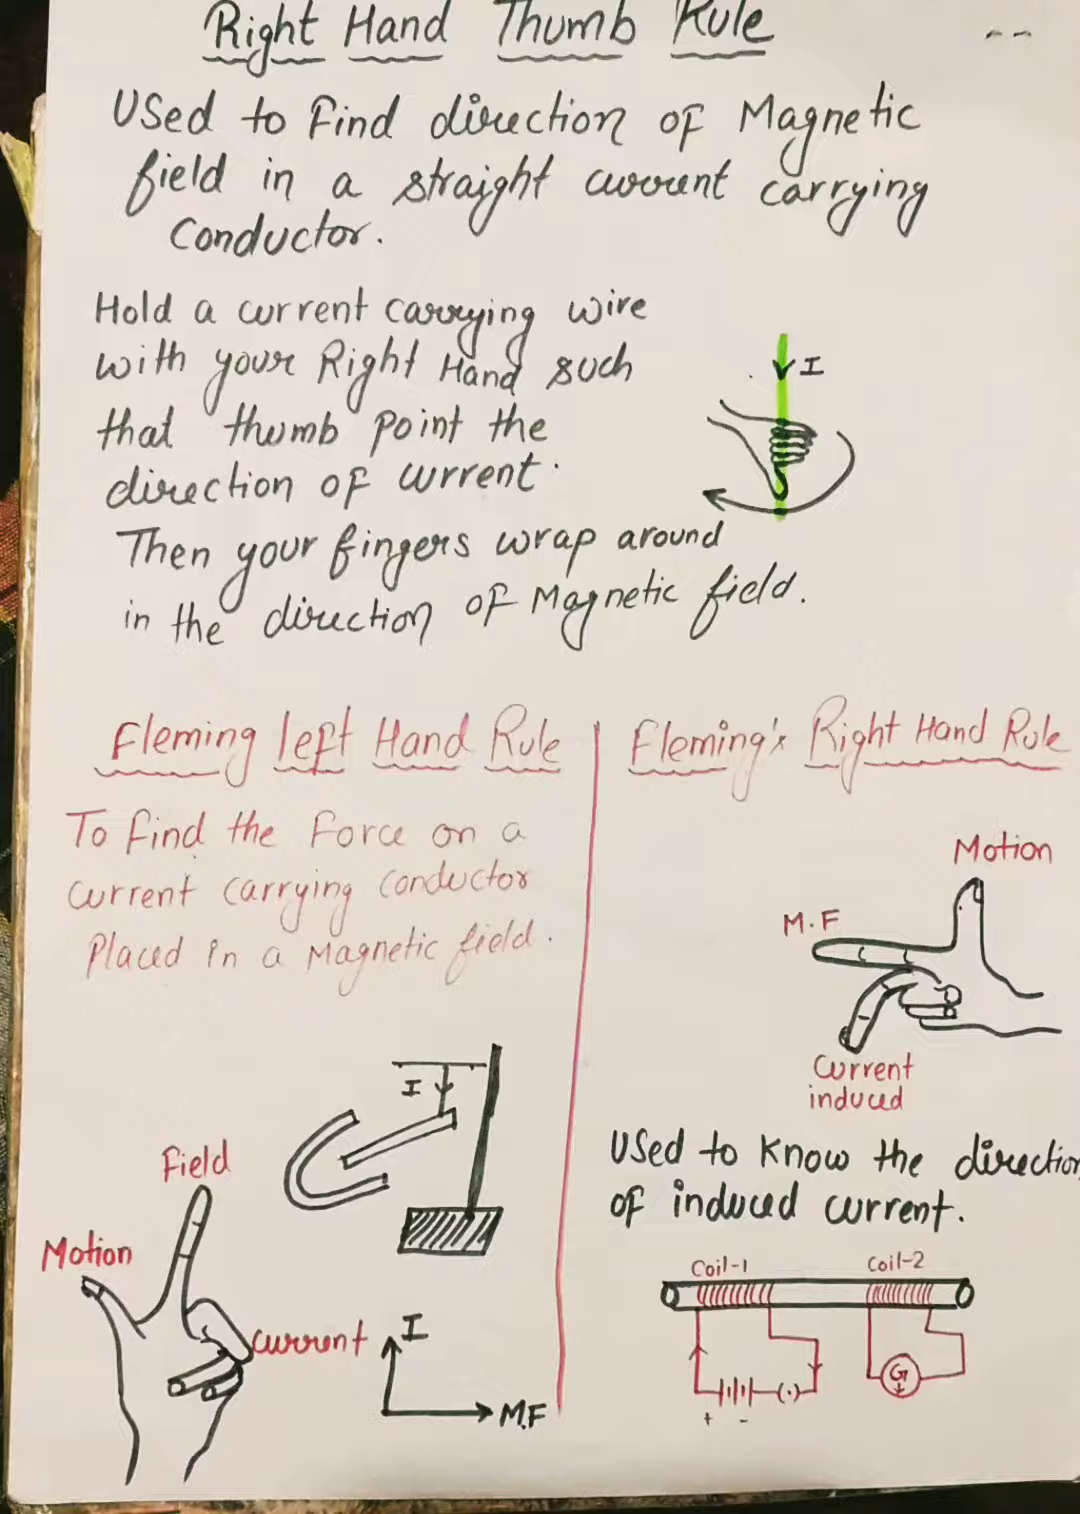 Right Hand Thumb Rule
Used to find direction of Magnetic
field in a straight current carrying
Conductor.
Hold a current carrying wire
with your Right Hand such
that thumb point the
direction of current.
Then your fingers wrap around
in the direction of Magnetic field.
I
Fleming left Hand Rule
To find the Force on a
current carrying conductor
Placed in a Magnetic field.
I
Field
Motion
current
I
M.F
Fleming's Right Hand Rule
Motion
M.F
Current
induced
Used to know the direction
of induced current.
Coil-1
Coil-2
G
+ -